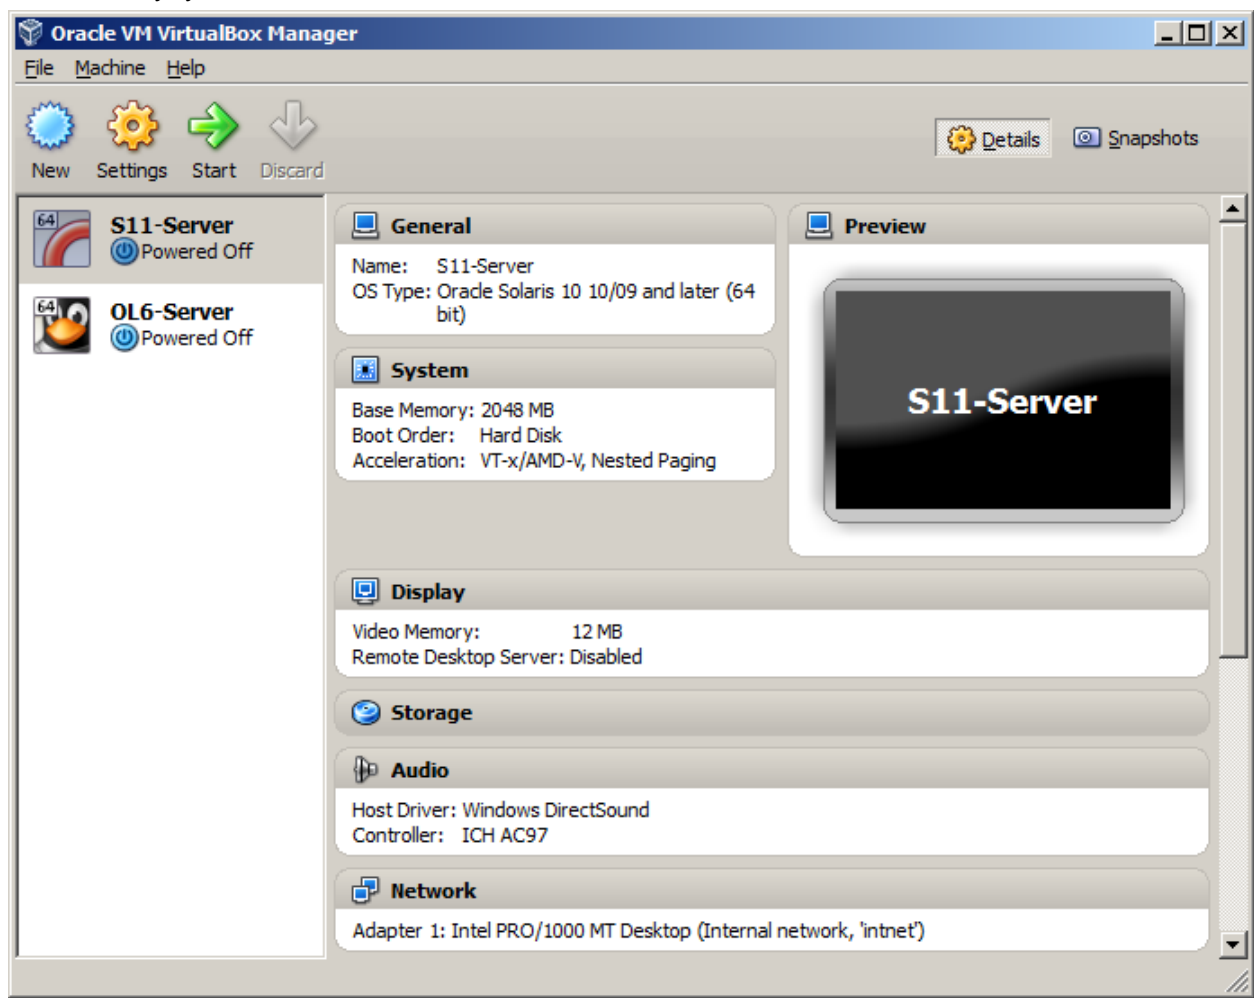 Oracle VM VirtualBox Manager
File Machine Help
New Settings Start Discard
Details Snapshots
64
S11-Server
Powered Off
64
OL6-Server
Powered Off
General
Name: S11-Server
OS Type: Oracle Solaris 10 10/09 and later (64
bit)
System
Base Memory: 2048 MB
Boot Order: Hard Disk
Acceleration: VT-x/AMD-V, Nested Paging
Preview
S11-Server
Display
Video Memory: 12 MB
Remote Desktop Server: Disabled
Storage
Audio
Host Driver: Windows DirectSound
Controller: ICH AC97
Network
Adapter 1: Intel PRO/1000 MT Desktop (Internal network, 'intnet')